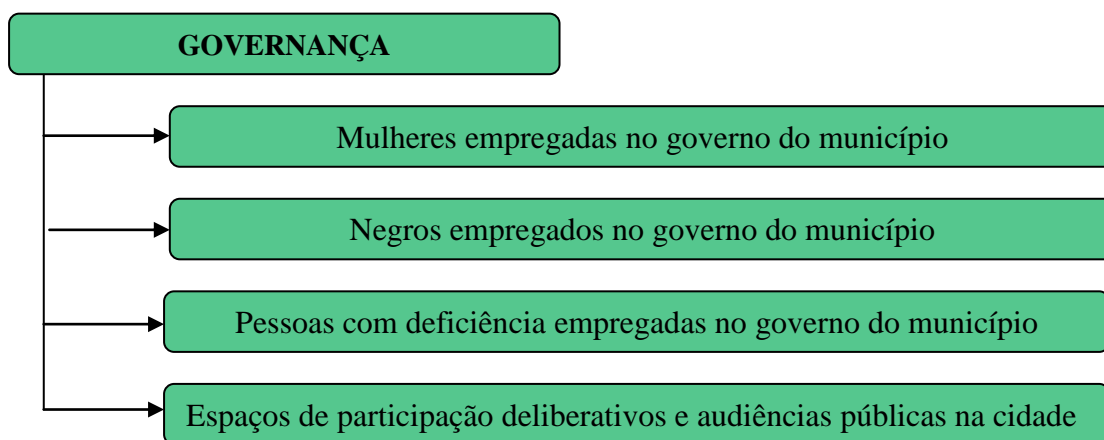 GOVERNANÇA
Mulheres empregadas no governo do município
Negros empregados no governo do município
Pessoas com deficiência empregadas no governo do município
Espaços de participação deliberativos e audiências públicas na cidade